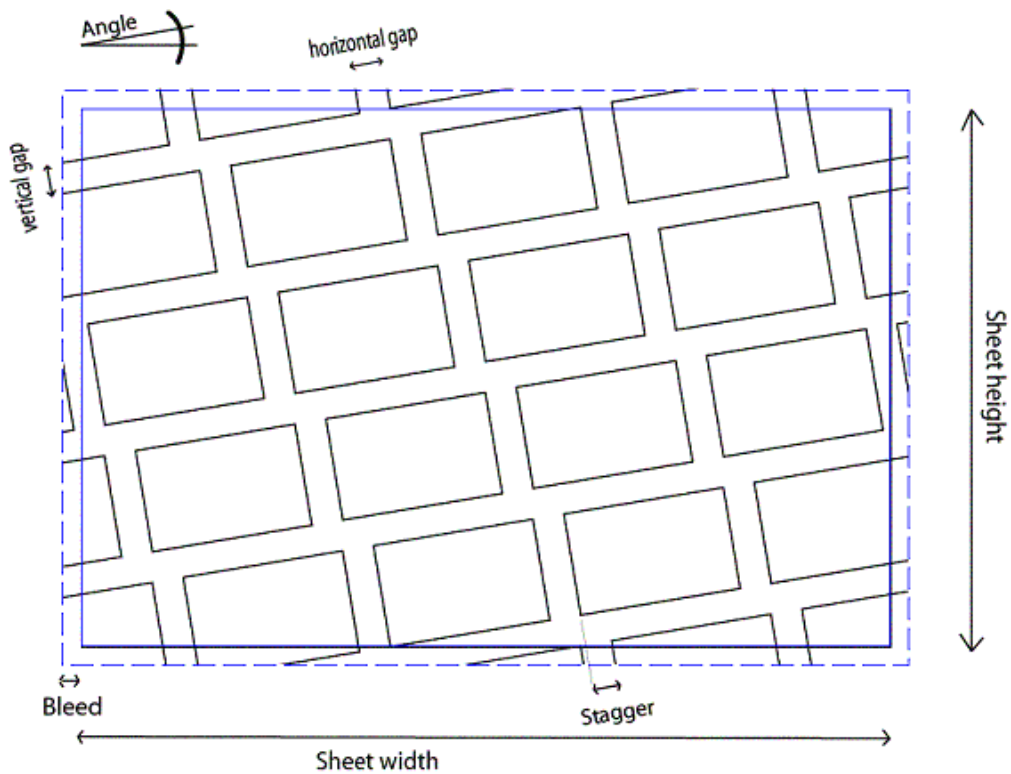 Angle
horizontal gap
vertical gap
Sheet height
Bleed
Stagger
Sheet width